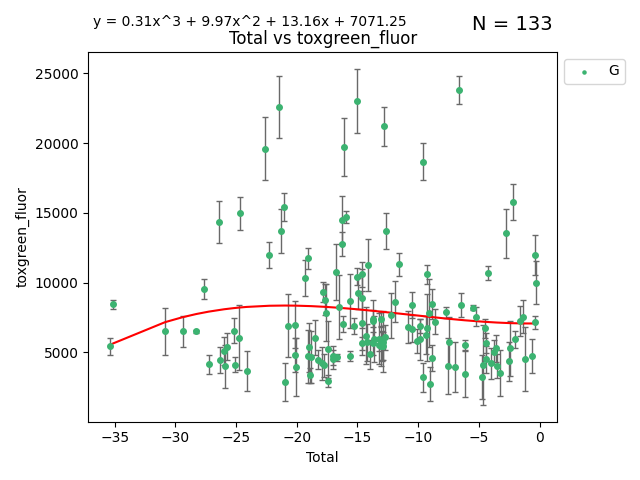 y = 0.31x^3 + 9.97x^2 + 13.16x + 7071.25
N = 133
Total vs toxgreen_fluor
G
25000
20000
15000
10000
5000
toxgreen_fluor
−35 −30 −25 −20 −15 −10 −5 0
Total